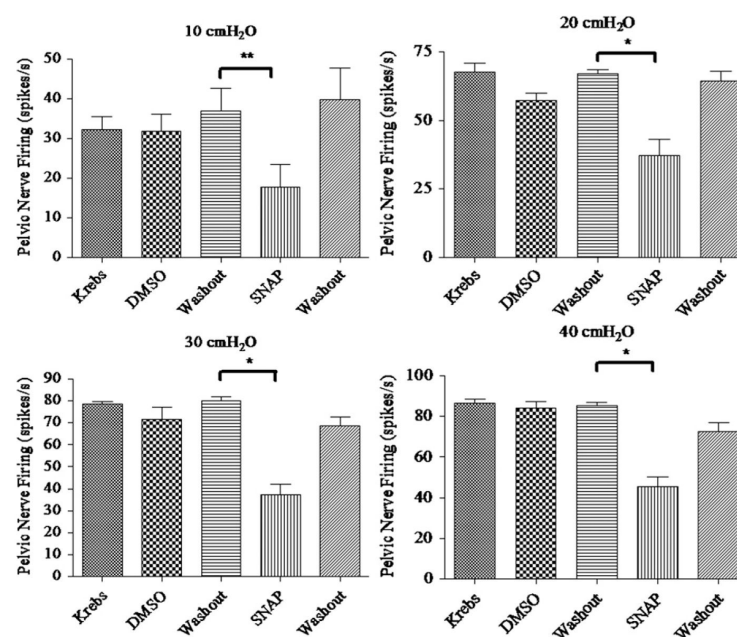 10 cmH₂O
Pelvic Nerve Firing (spikes/s)
50
40
30
20
10
0
**
Krebs
DMSO
Washout
SNAP
Washout
20 cmH₂O
Pelvic Nerve Firing (spikes/s)
75
50
25
0
*
Krebs
DMSO
Washout
SNAP
Washout
30 cmH₂O
Pelvic Nerve Firing (spikes/s)
90
80
70
60
50
40
30
20
10
0
*
Krebs
DMSO
Washout
SNAP
Washout
40 cmH₂O
Pelvic Nerve Firing (spikes/s)
100
80
60
40
20
0
*
Krebs
DMSO
Washout
SNAP
Washout